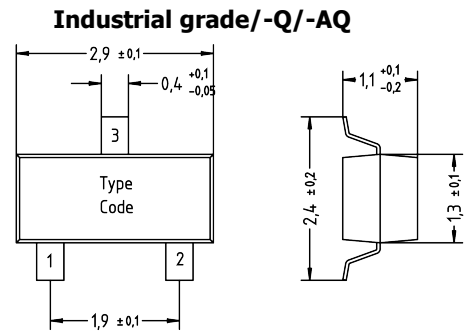 Industrial grade/-Q/-AQ
2,9 ±0,1
0,4 +0,1 -0,05
1,1 +0,1 -0,2
3
Type
Code
2,4 ±0,2
1,3 ±0,1
1
2
1,9 ±0,1